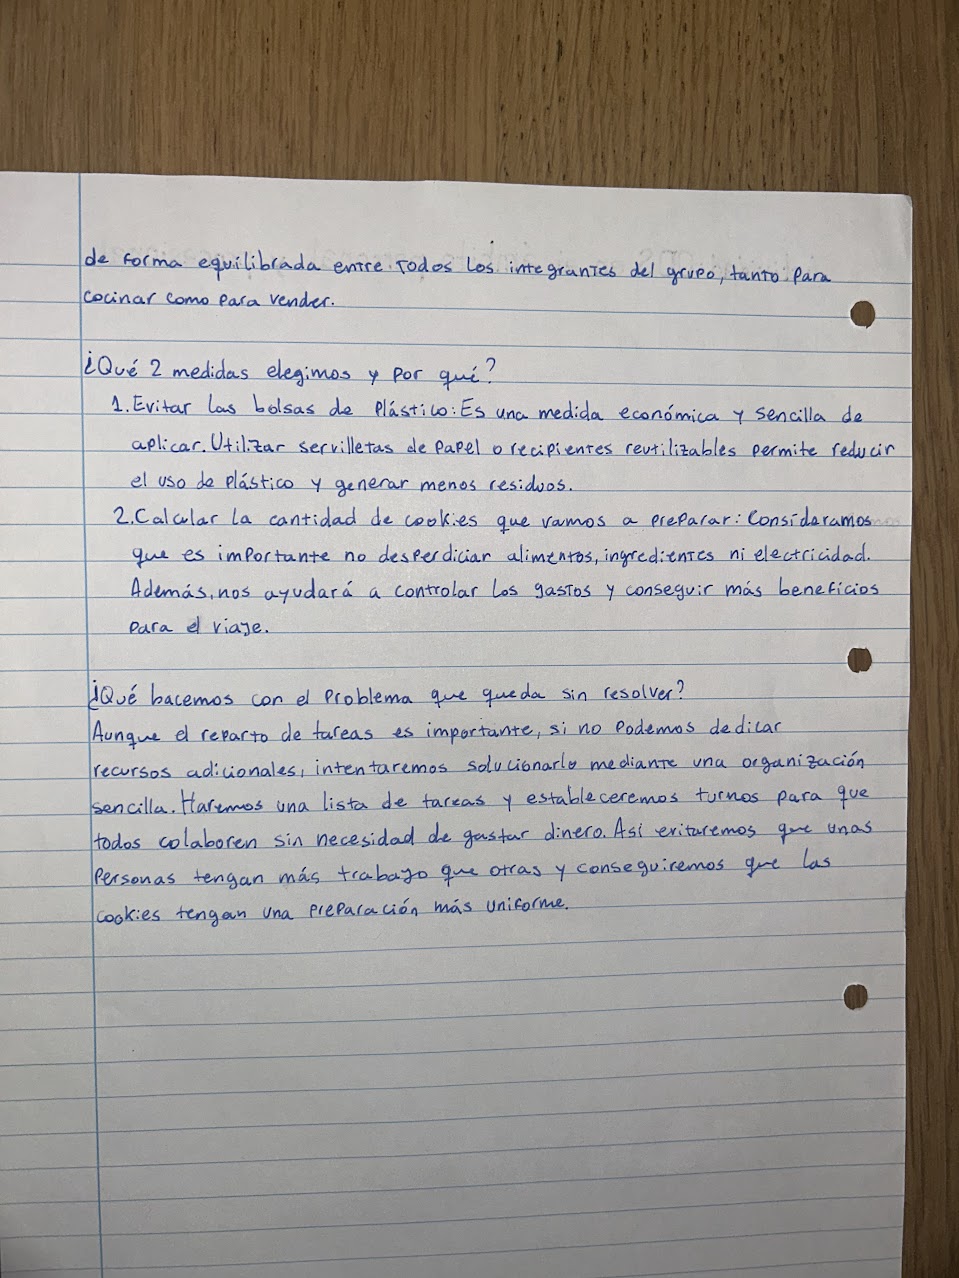 de forma equilibrada entre todos los integrantes del grupo, tanto para
cocinar como para vender.
¿Qué 2 medidas elegimos y por qué?
1. Evitar las bolsas de plástico: Es una medida económica y sencilla de
aplicar. Utilizar servilletas de papel o recipientes reutilizables permite reducir
el uso de plástico y generar menos residuos.
2. Calcular la cantidad de cookies que vamos a preparar: Consideramos
que es importante no desperdiciar alimentos, ingredientes ni electricidad.
Además, nos ayudará a controlar los gastos y conseguir más beneficios
para el viaje.
¿Qué hacemos con el problema que queda sin resolver?
Aunque el reparto de tareas es importante, si no podemos dedicar
recursos adicionales, intentaremos solucionarlo mediante una organización
sencilla. Haremos una lista de tareas y estableceremos turnos para que
todos colaboren sin necesidad de gastar dinero. Así evitaremos que unas
personas tengan más trabajo que otras y conseguiremos que las
cookies tengan una preparación más uniforme.